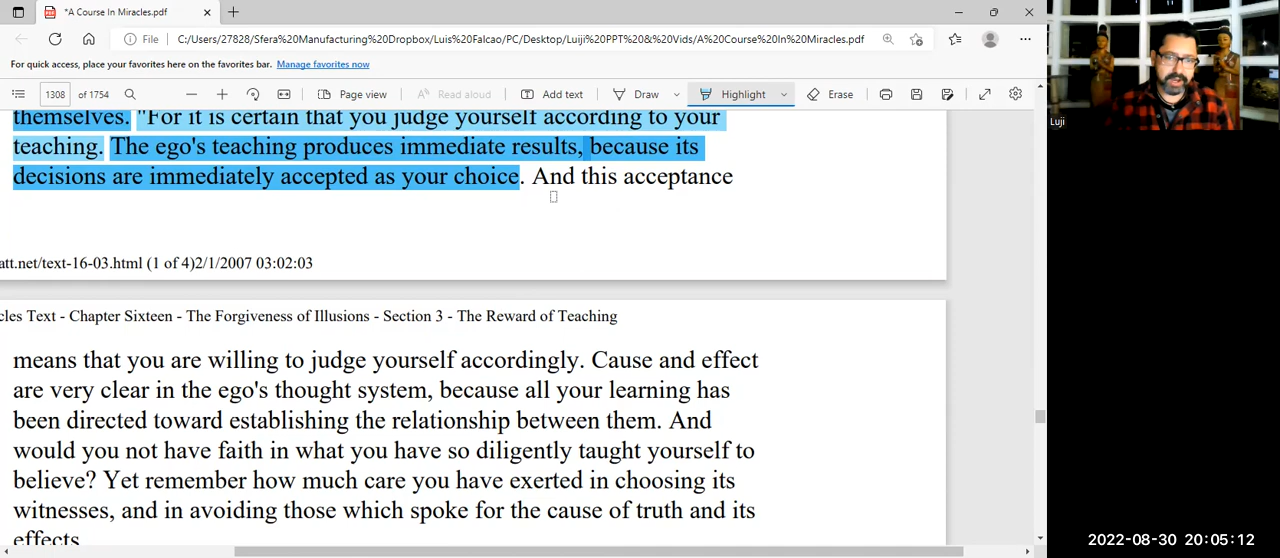 *A Course In Miracles.pdf
File
C:/Users/27828/Sfera%20Manufacturing%20Dropbox/Luis%20Falcao/PC/Desktop/Luiji%20PPT%20&%20Vids/A%20Course%20In%20Miracles.pdf
For quick access, place your favorites here on the favorites bar. Manage favorites now
1308 of 1754
Page view
Read aloud
Add text
Draw
Highlight
Erase
themselves. "For it is certain that you judge yourself according to your
teaching. The ego's teaching produces immediate results, because its
decisions are immediately accepted as your choice. And this acceptance
att.net/text-16-03.html (1 of 4)2/1/2007 03:02:03
cles Text - Chapter Sixteen - The Forgiveness of Illusions - Section 3 - The Reward of Teaching
means that you are willing to judge yourself accordingly. Cause and effect
are very clear in the ego's thought system, because all your learning has
been directed toward establishing the relationship between them. And
would you not have faith in what you have so diligently taught yourself to
believe? Yet remember how much care you have exerted in choosing its
witnesses, and in avoiding those which spoke for the cause of truth and its
effects
Luji
2022-08-30 20:05:12